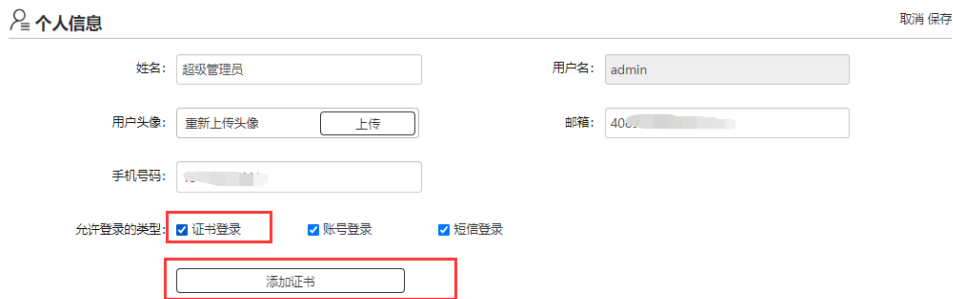 个人信息 取消 保存
姓名： 超级管理员 用户名： admin
用户头像： 重新上传头像 上传 邮箱：
手机号码：
允许登录的类型： 证书登录 账号登录 短信登录
添加证书